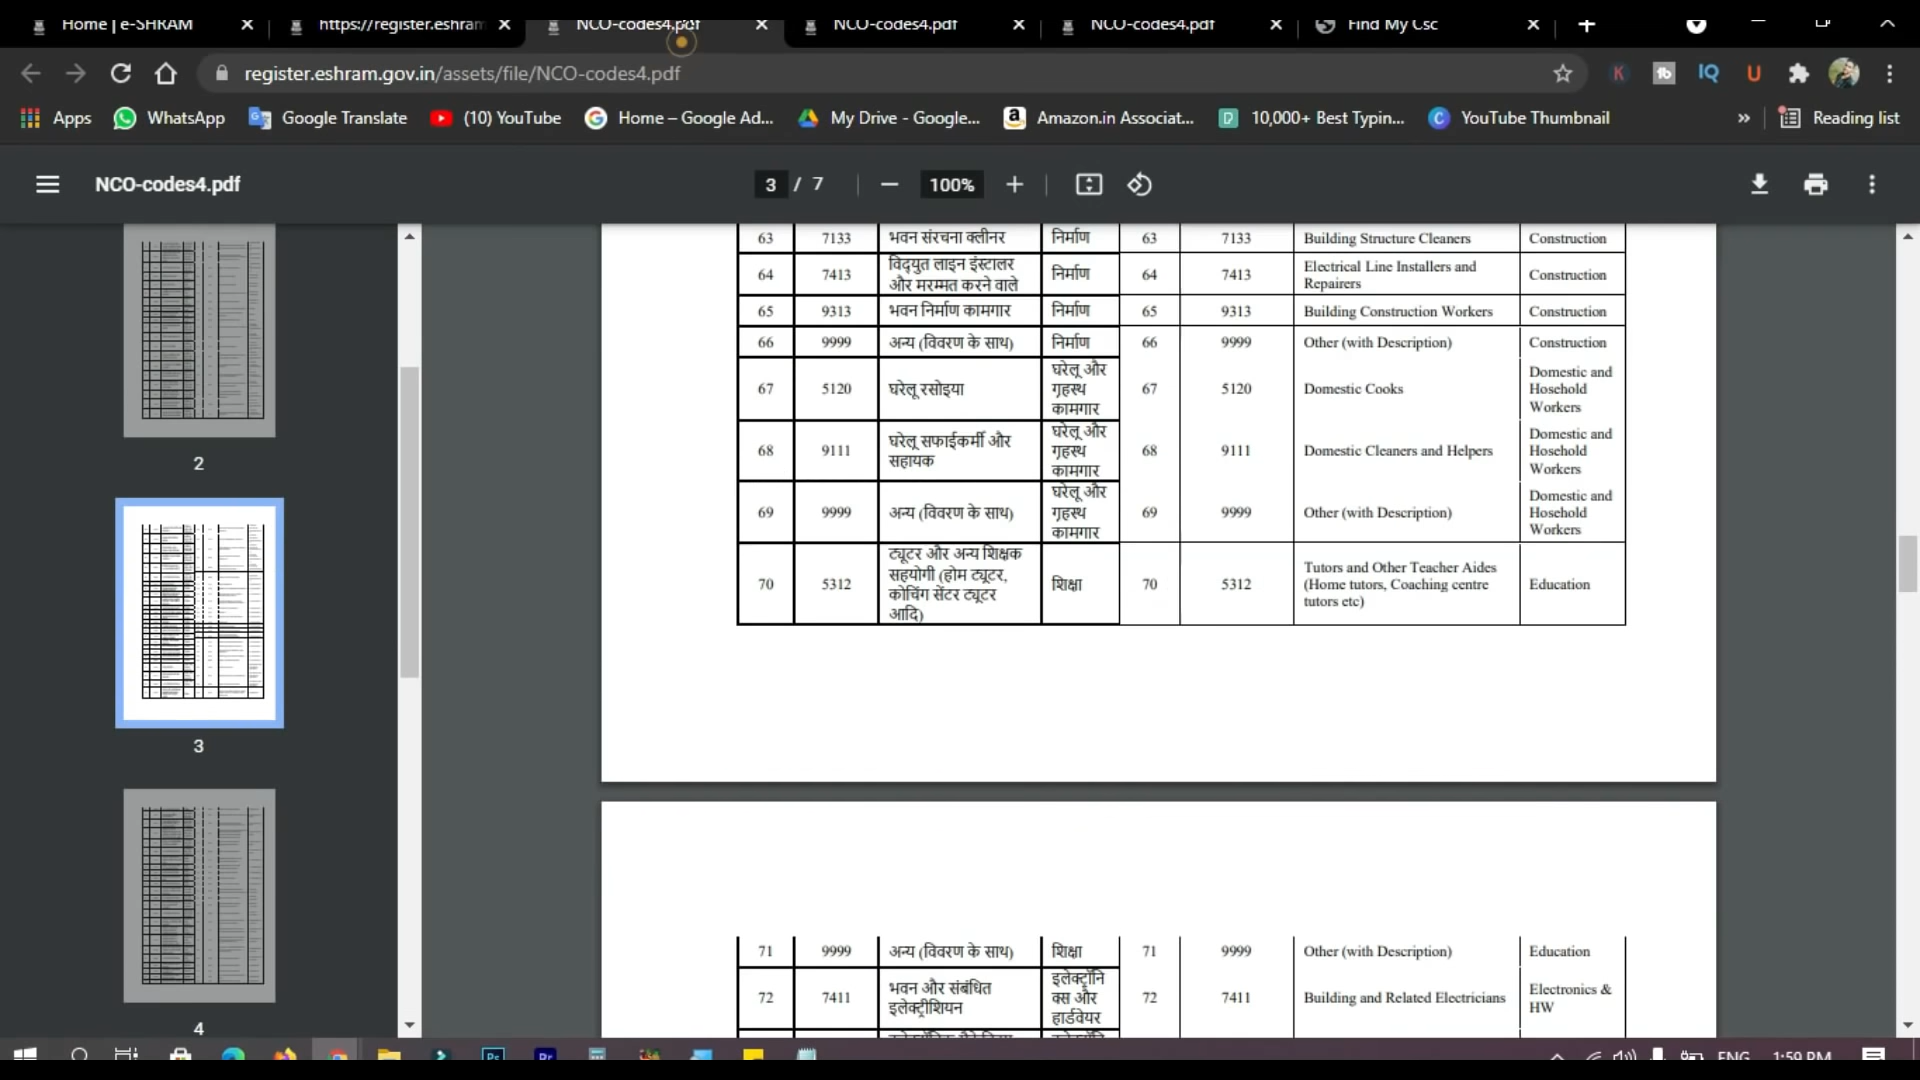 Home | e-SHRAM
https://register.eshram
NCO-codes4.pdf
NCO-codes4.pdf
NCO-codes4.pdf
Find My Csc
register.eshram.gov.in/assets/file/NCO-codes4.pdf
Apps WhatsApp Google Translate (10) YouTube Home – Google Ad... My Drive - Google... Amazon.in Associat... 10,000+ Best Typin... YouTube Thumbnail » Reading list
NCO-codes4.pdf 3 / 7 100%
63 7133 भवन संरचना क्लीनर निर्माण 63 7133 Building Structure Cleaners Construction
64 7413 विद्युत लाइन इंस्टालर और मरम्मत करने वाले निर्माण 64 7413 Electrical Line Installers and Repairers Construction
65 9313 भवन निर्माण कामगार निर्माण 65 9313 Building Construction Workers Construction
66 9999 अन्य (विवरण के साथ) निर्माण 66 9999 Other (with Description) Construction
67 5120 घरेलू रसोइया घरेलू और गृहस्थ कामगार 67 5120 Domestic Cooks Domestic and Hosehold Workers
68 9111 घरेलू सफाईकर्मी और सहायक घरेलू और गृहस्थ कामगार 68 9111 Domestic Cleaners and Helpers Domestic and Hosehold Workers
69 9999 अन्य (विवरण के साथ) घरेलू और गृहस्थ कामगार 69 9999 Other (with Description) Domestic and Hosehold Workers
70 5312 ट्यूटर और अन्य शिक्षक सहयोगी (होम ट्यूटर, कोचिंग सेंटर ट्यूटर आदि) शिक्षा 70 5312 Tutors and Other Teacher Aides (Home tutors, Coaching centre tutors etc) Education
71 9999 अन्य (विवरण के साथ) शिक्षा 71 9999 Other (with Description) Education
72 7411 भवन और संबंधित इलेक्ट्रीशियन इलेक्ट्रॉनिक्स और हार्डवेयर 72 7411 Building and Related Electricians Electronics & HW
2
3
4
ENG 1:59 PM